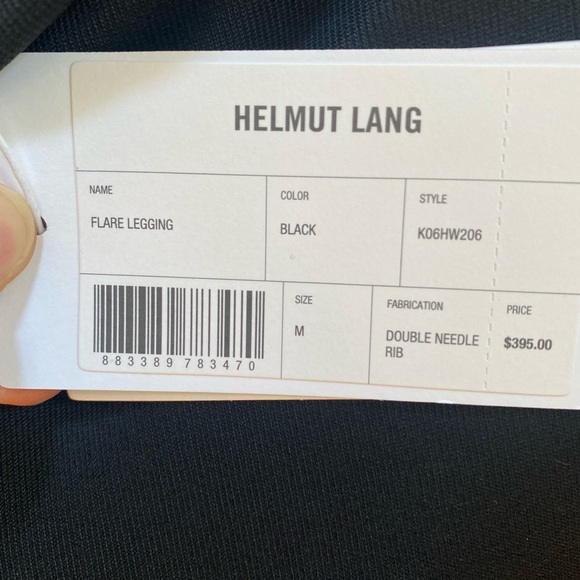 HELMUT LANG
NAME
FLARE LEGGING
COLOR
BLACK
STYLE
K06HW206
883389 783470
SIZE
M
FABRICATION
DOUBLE NEEDLE
RIB
PRICE
$395.00